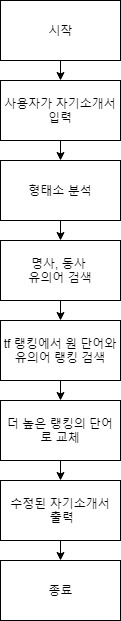 시작
사용자가 자기소개서
입력
형태소 분석
명사, 동사
유의어 검색
tf 랭킹에서 원 단어와
유의어 랭킹 검색
더 높은 랭킹의 단어
로 교체
수정된 자기소개서
출력
종료